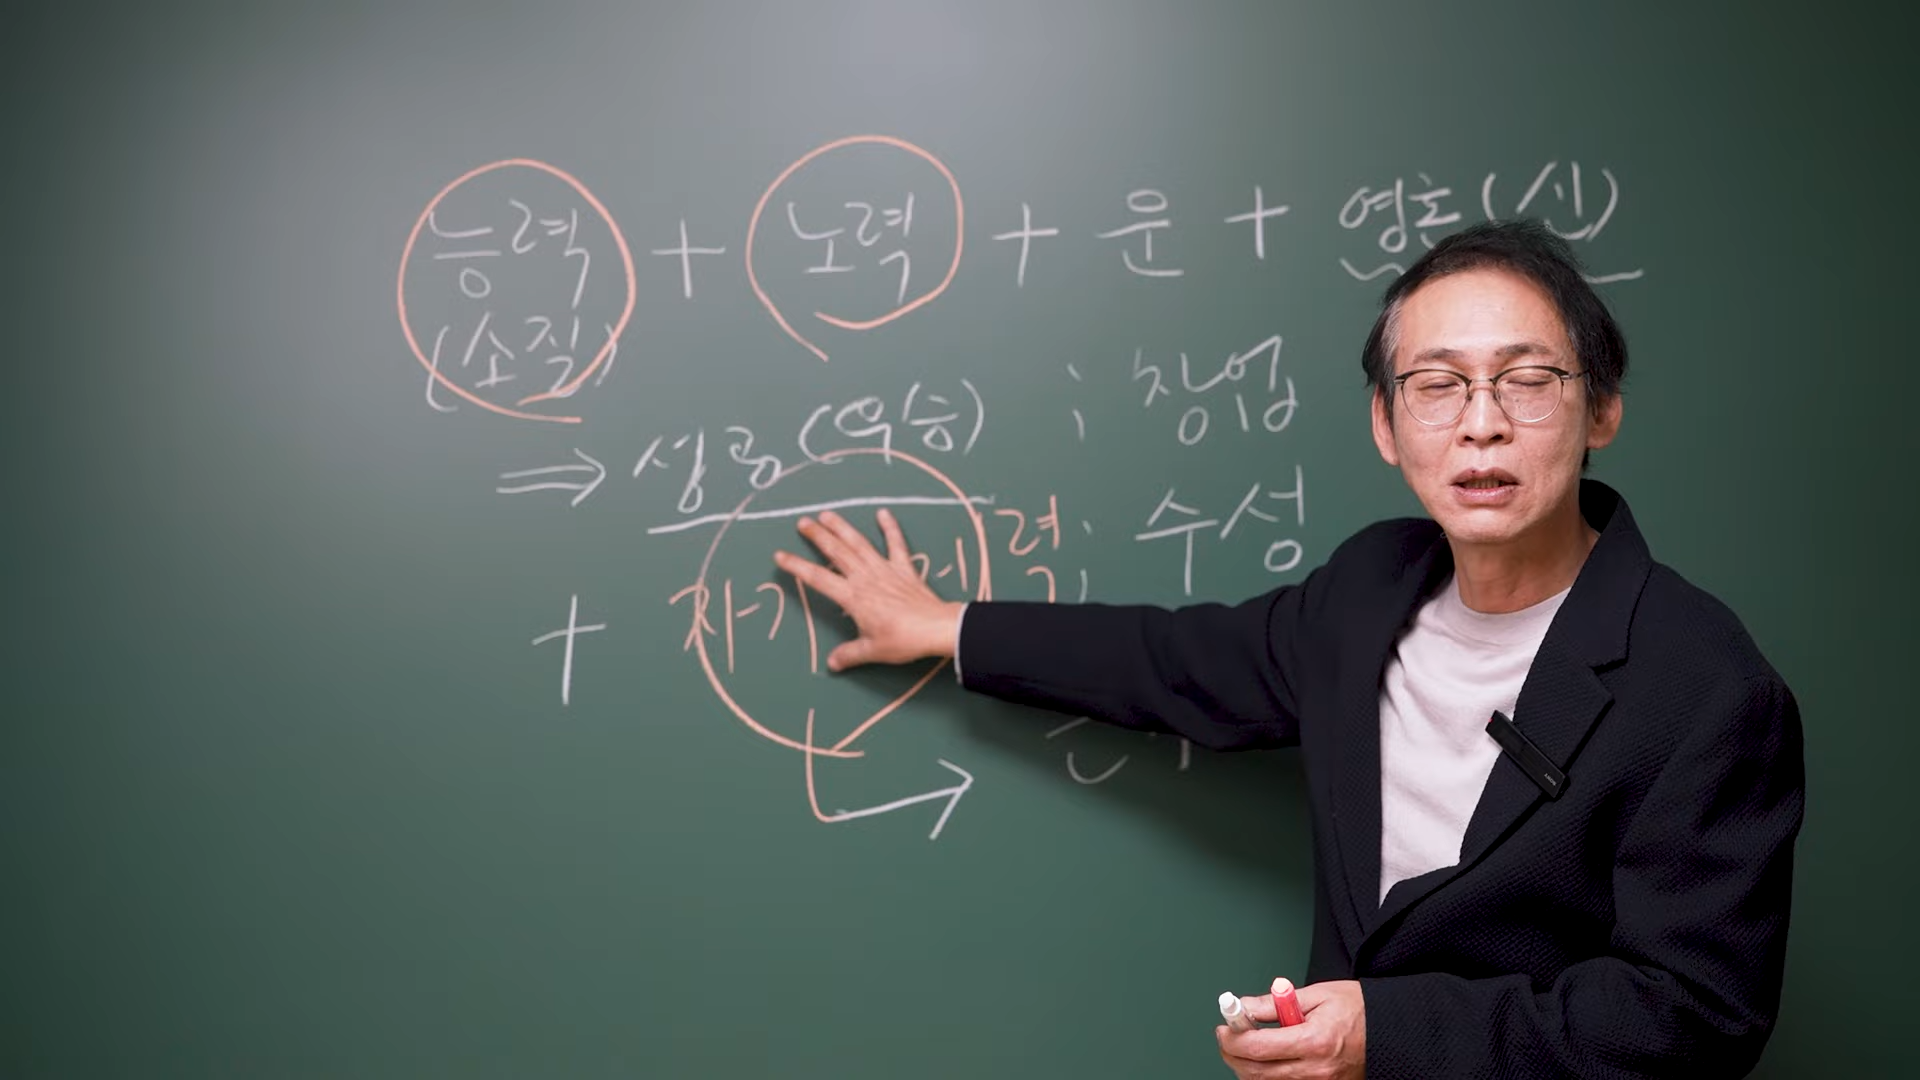 능력 + 노력 + 운 + 영혼(신)
(소질)
⇒ 성공(우승) ; 창업
력; 수성
+ 자기